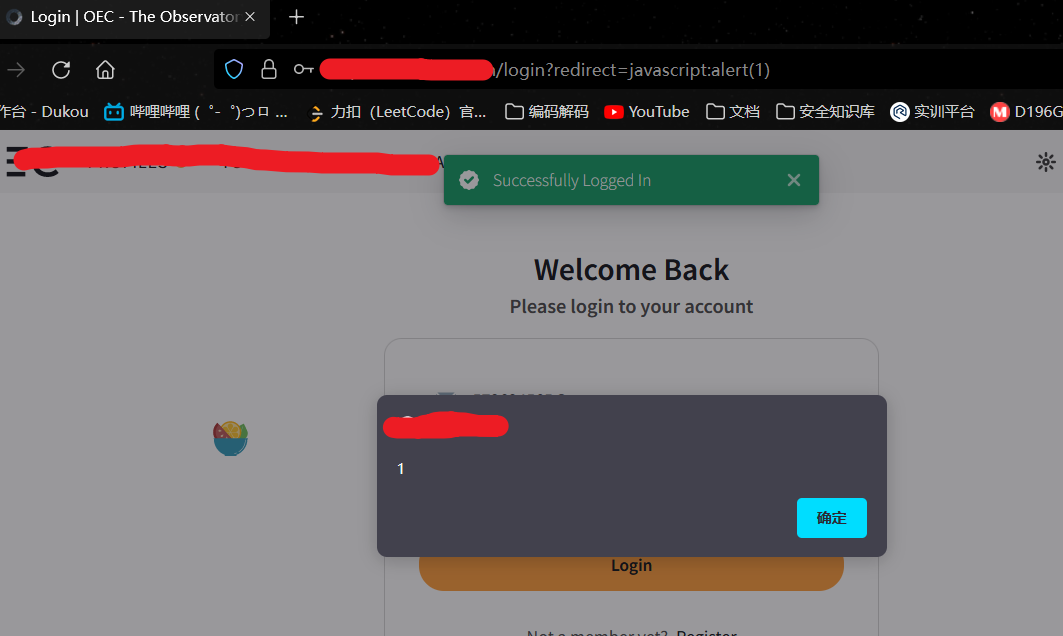 Login | OEC - The Observator
/login?redirect=javascript:alert(1)
作台 - Dukou
哔哩哔哩 ( ゜- ゜)つロ ...
力扣（LeetCode）官...
编码解码
YouTube
文档
安全知识库
实训平台
D196G
Successfully Logged In
Welcome Back
Please login to your account
1
确定
Login
Not a member yet? Register